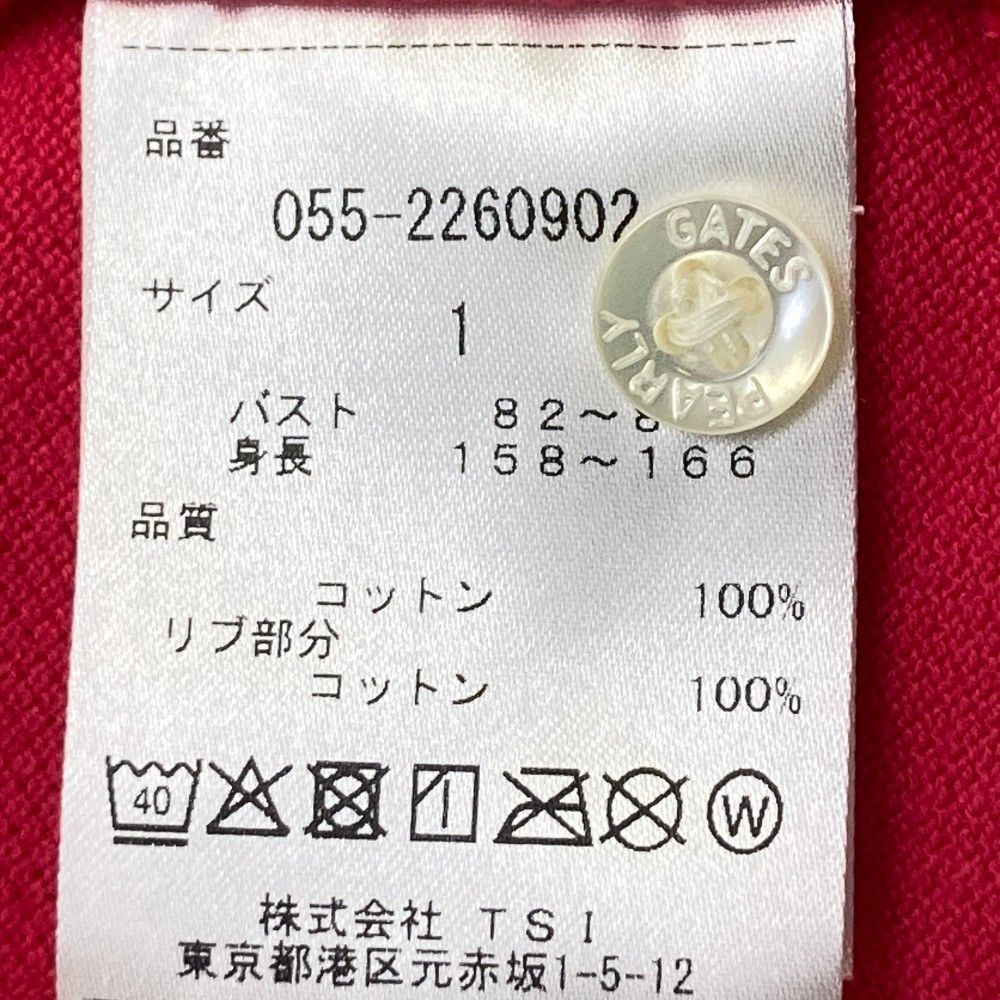 品番
055-2260902
GATES
PEARLY
サイズ
1
バスト 82～8
身長 158～166
品質
コットン 100%
リブ部分
コットン 100%
40
W
株式会社 TSI
東京都港区元赤坂1-5-12